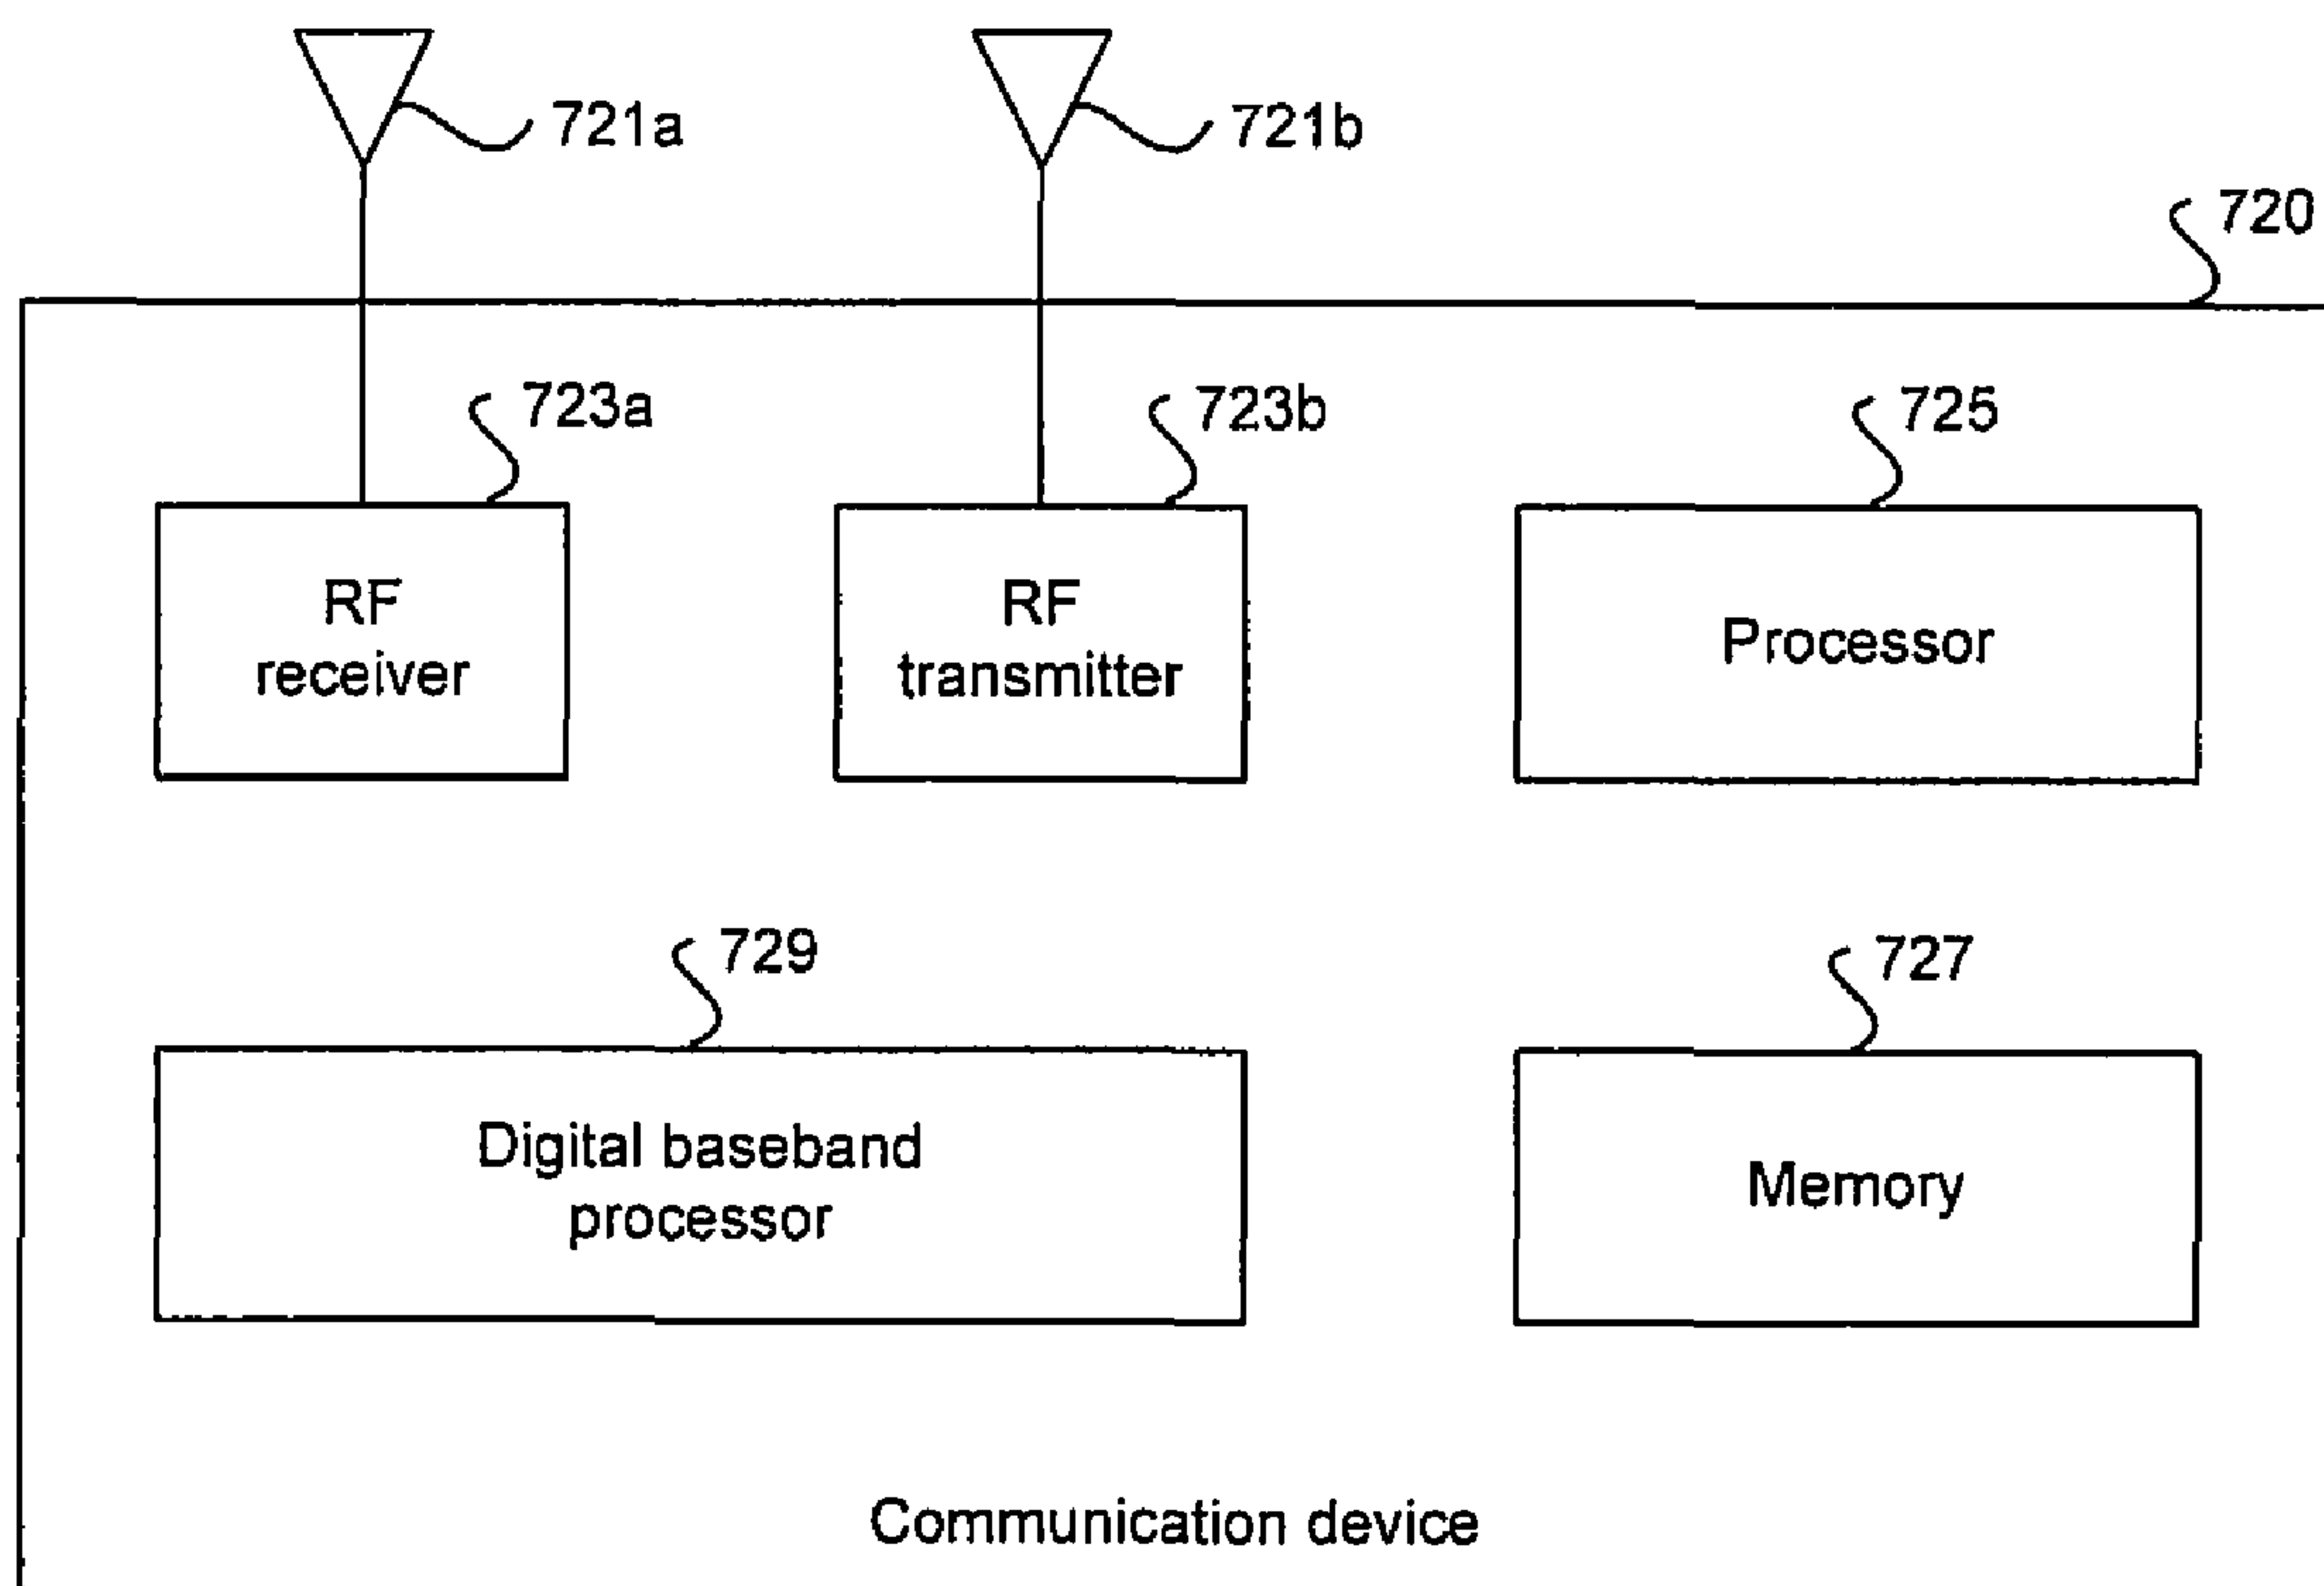 721a
721b
720
723a
723b
725
RF
receiver
RF
transmitter
Processor
729
727
Digital baseband
processor
Memory
Communication device